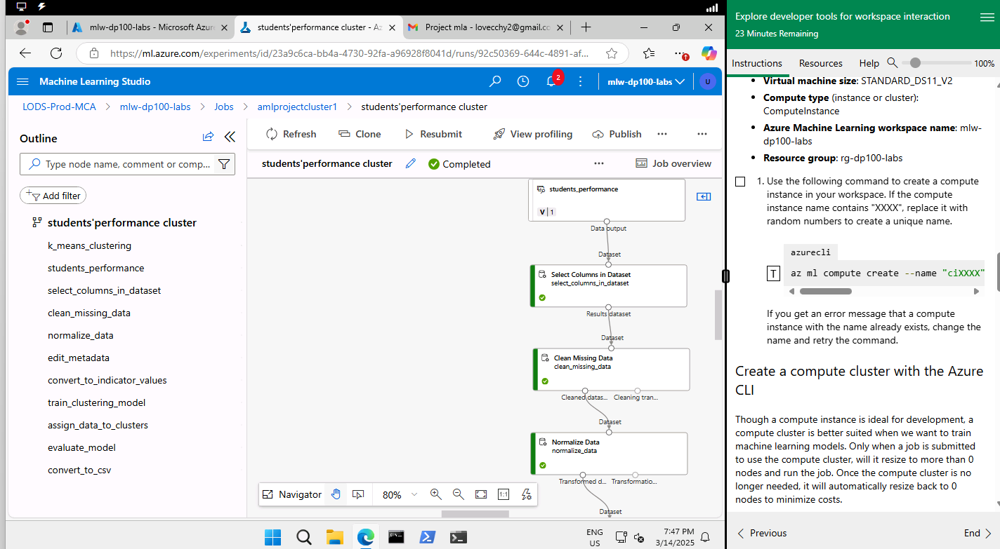 mlw-dp100-labs - Microsoft Azur
students'performance cluster - Az
Project mla - lovecchy2@gmail.cc
https://ml.azure.com/experiments/id/23a9c6ca-bb4a-4730-92fa-a96928f8041d/runs/92c50369-644c-4891-af...
Machine Learning Studio
2
mlw-dp100-labs
U
LODS-Prod-MCA > mlw-dp100-labs > Jobs > amlprojectcluster1 > students'performance cluster
Outline
Type node name, comment or comp...
Add filter
students'performance cluster
k_means_clustering
students_performance
select_columns_in_dataset
clean_missing_data
normalize_data
edit_metadata
convert_to_indicator_values
train_clustering_model
assign_data_to_clusters
evaluate_model
convert_to_csv
Refresh
Clone
Resubmit
View profiling
Publish
students'performance cluster
Completed
Job overview
students_performance
V | 1
Data output
Dataset
Select Columns in Dataset
select_columns_in_dataset
Results dataset
Dataset
Clean Missing Data
clean_missing_data
Cleaned datas...
Cleaning tran...
Dataset
Normalize Data
normalize_data
Transformed d...
Transformatio...
Dataset
Navigator
80%
1:1
ENG
US
7:47 PM
3/14/2025
Explore developer tools for workspace interaction
23 Minutes Remaining
Instructions
Resources
Help
100%
• Virtual machine size: STANDARD_DS11_V2
• Compute type (instance or cluster):
ComputeInstance
• Azure Machine Learning workspace name: mlw-
dp100-labs
• Resource group: rg-dp100-labs
1. Use the following command to create a compute
instance in your workspace. If the compute
instance name contains "XXXX", replace it with
random numbers to create a unique name.
azurecli
T
az ml compute create --name "ciXXXX"
If you get an error message that a compute
instance with the name already exists, change the
name and retry the command.
Create a compute cluster with the Azure
CLI
Though a compute instance is ideal for development, a
compute cluster is better suited when we want to train
machine learning models. Only when a job is submitted
to use the compute cluster, will it resize to more than 0
nodes and run the job. Once the compute cluster is no
longer needed, it will automatically resize back to 0
nodes to minimize costs.
Previous
End